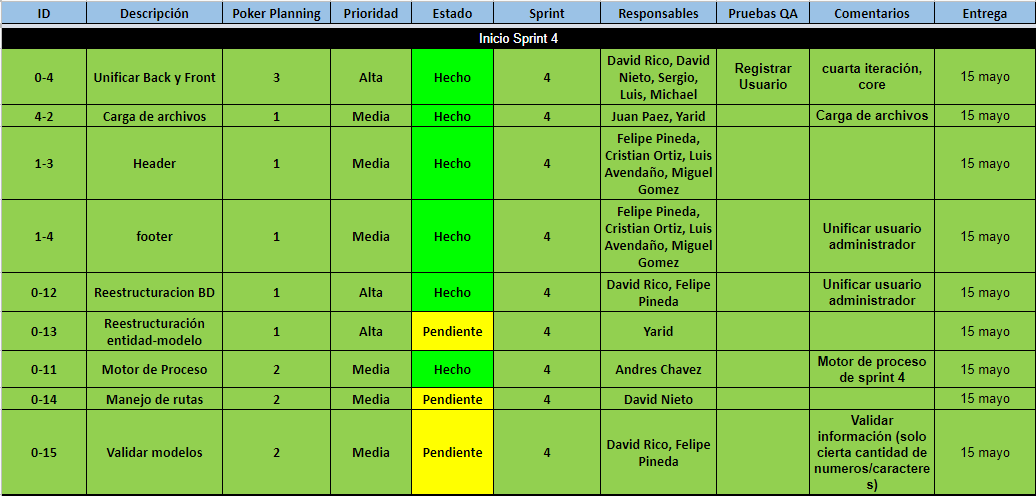 ID Descripción Poker Planning Prioridad Estado Sprint Responsables Pruebas QA Comentarios Entrega
Inicio Sprint 4
0-4 Unificar Back y Front 3 Alta Hecho 4 David Rico, David Nieto, Sergio, Luis, Michael Registrar Usuario cuarta iteración, core 15 mayo
4-2 Carga de archivos 1 Media Hecho 4 Juan Paez, Yarid Carga de archivos 15 mayo
1-3 Header 1 Media Hecho 4 Felipe Pineda, Cristian Ortiz, Luis Avendaño, Miguel Gomez 15 mayo
1-4 footer 1 Media Hecho 4 Felipe Pineda, Cristian Ortiz, Luis Avendaño, Miguel Gomez Unificar usuario administrador 15 mayo
0-12 Reestructuracion BD 1 Alta Hecho 4 David Rico, Felipe Pineda Unificar usuario administrador 15 mayo
0-13 Reestructuración entidad-modelo 1 Alta Pendiente 4 Yarid 15 mayo
0-11 Motor de Proceso 2 Media Hecho 4 Andres Chavez Motor de proceso de sprint 4 15 mayo
0-14 Manejo de rutas 2 Media Pendiente 4 David Nieto 15 mayo
0-15 Validar modelos 2 Media Pendiente 4 David Rico, Felipe Pineda Validar información (solo cierta cantidad de numeros/caracteres) 15 mayo